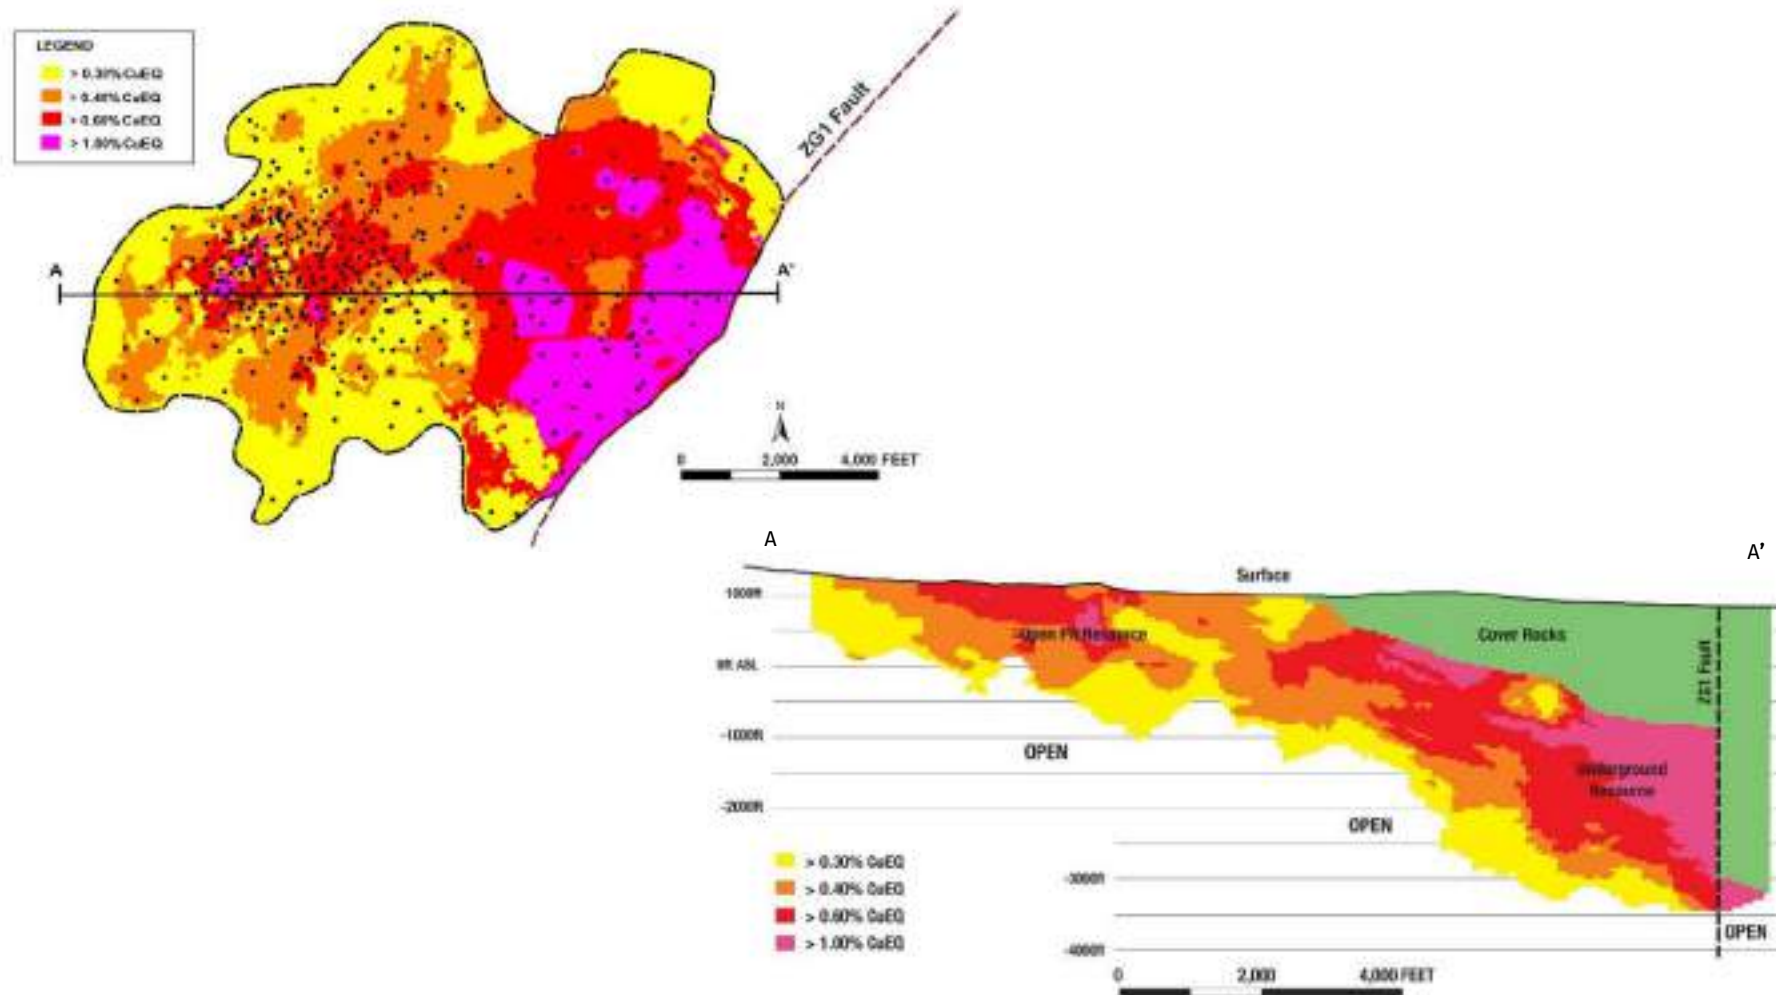 LEGEND
> 0.30% CuEQ
> 0.40% CuEQ
> 0.60% CuEQ
> 1.00% CuEQ
ZG1 Fault
A
A'
N
0 2,000 4,000 FEET
A
A'
Surface
1000ft
Open Pit Resource
Cover Rocks
0ft ASL
ZG1 Fault
-1000ft
OPEN
Underground
Resource
-2000ft
OPEN
> 0.30% CuEQ
> 0.40% CuEQ
> 0.60% CuEQ
> 1.00% CuEQ
-3000ft
OPEN
-4000ft
0 2,000 4,000 FEET